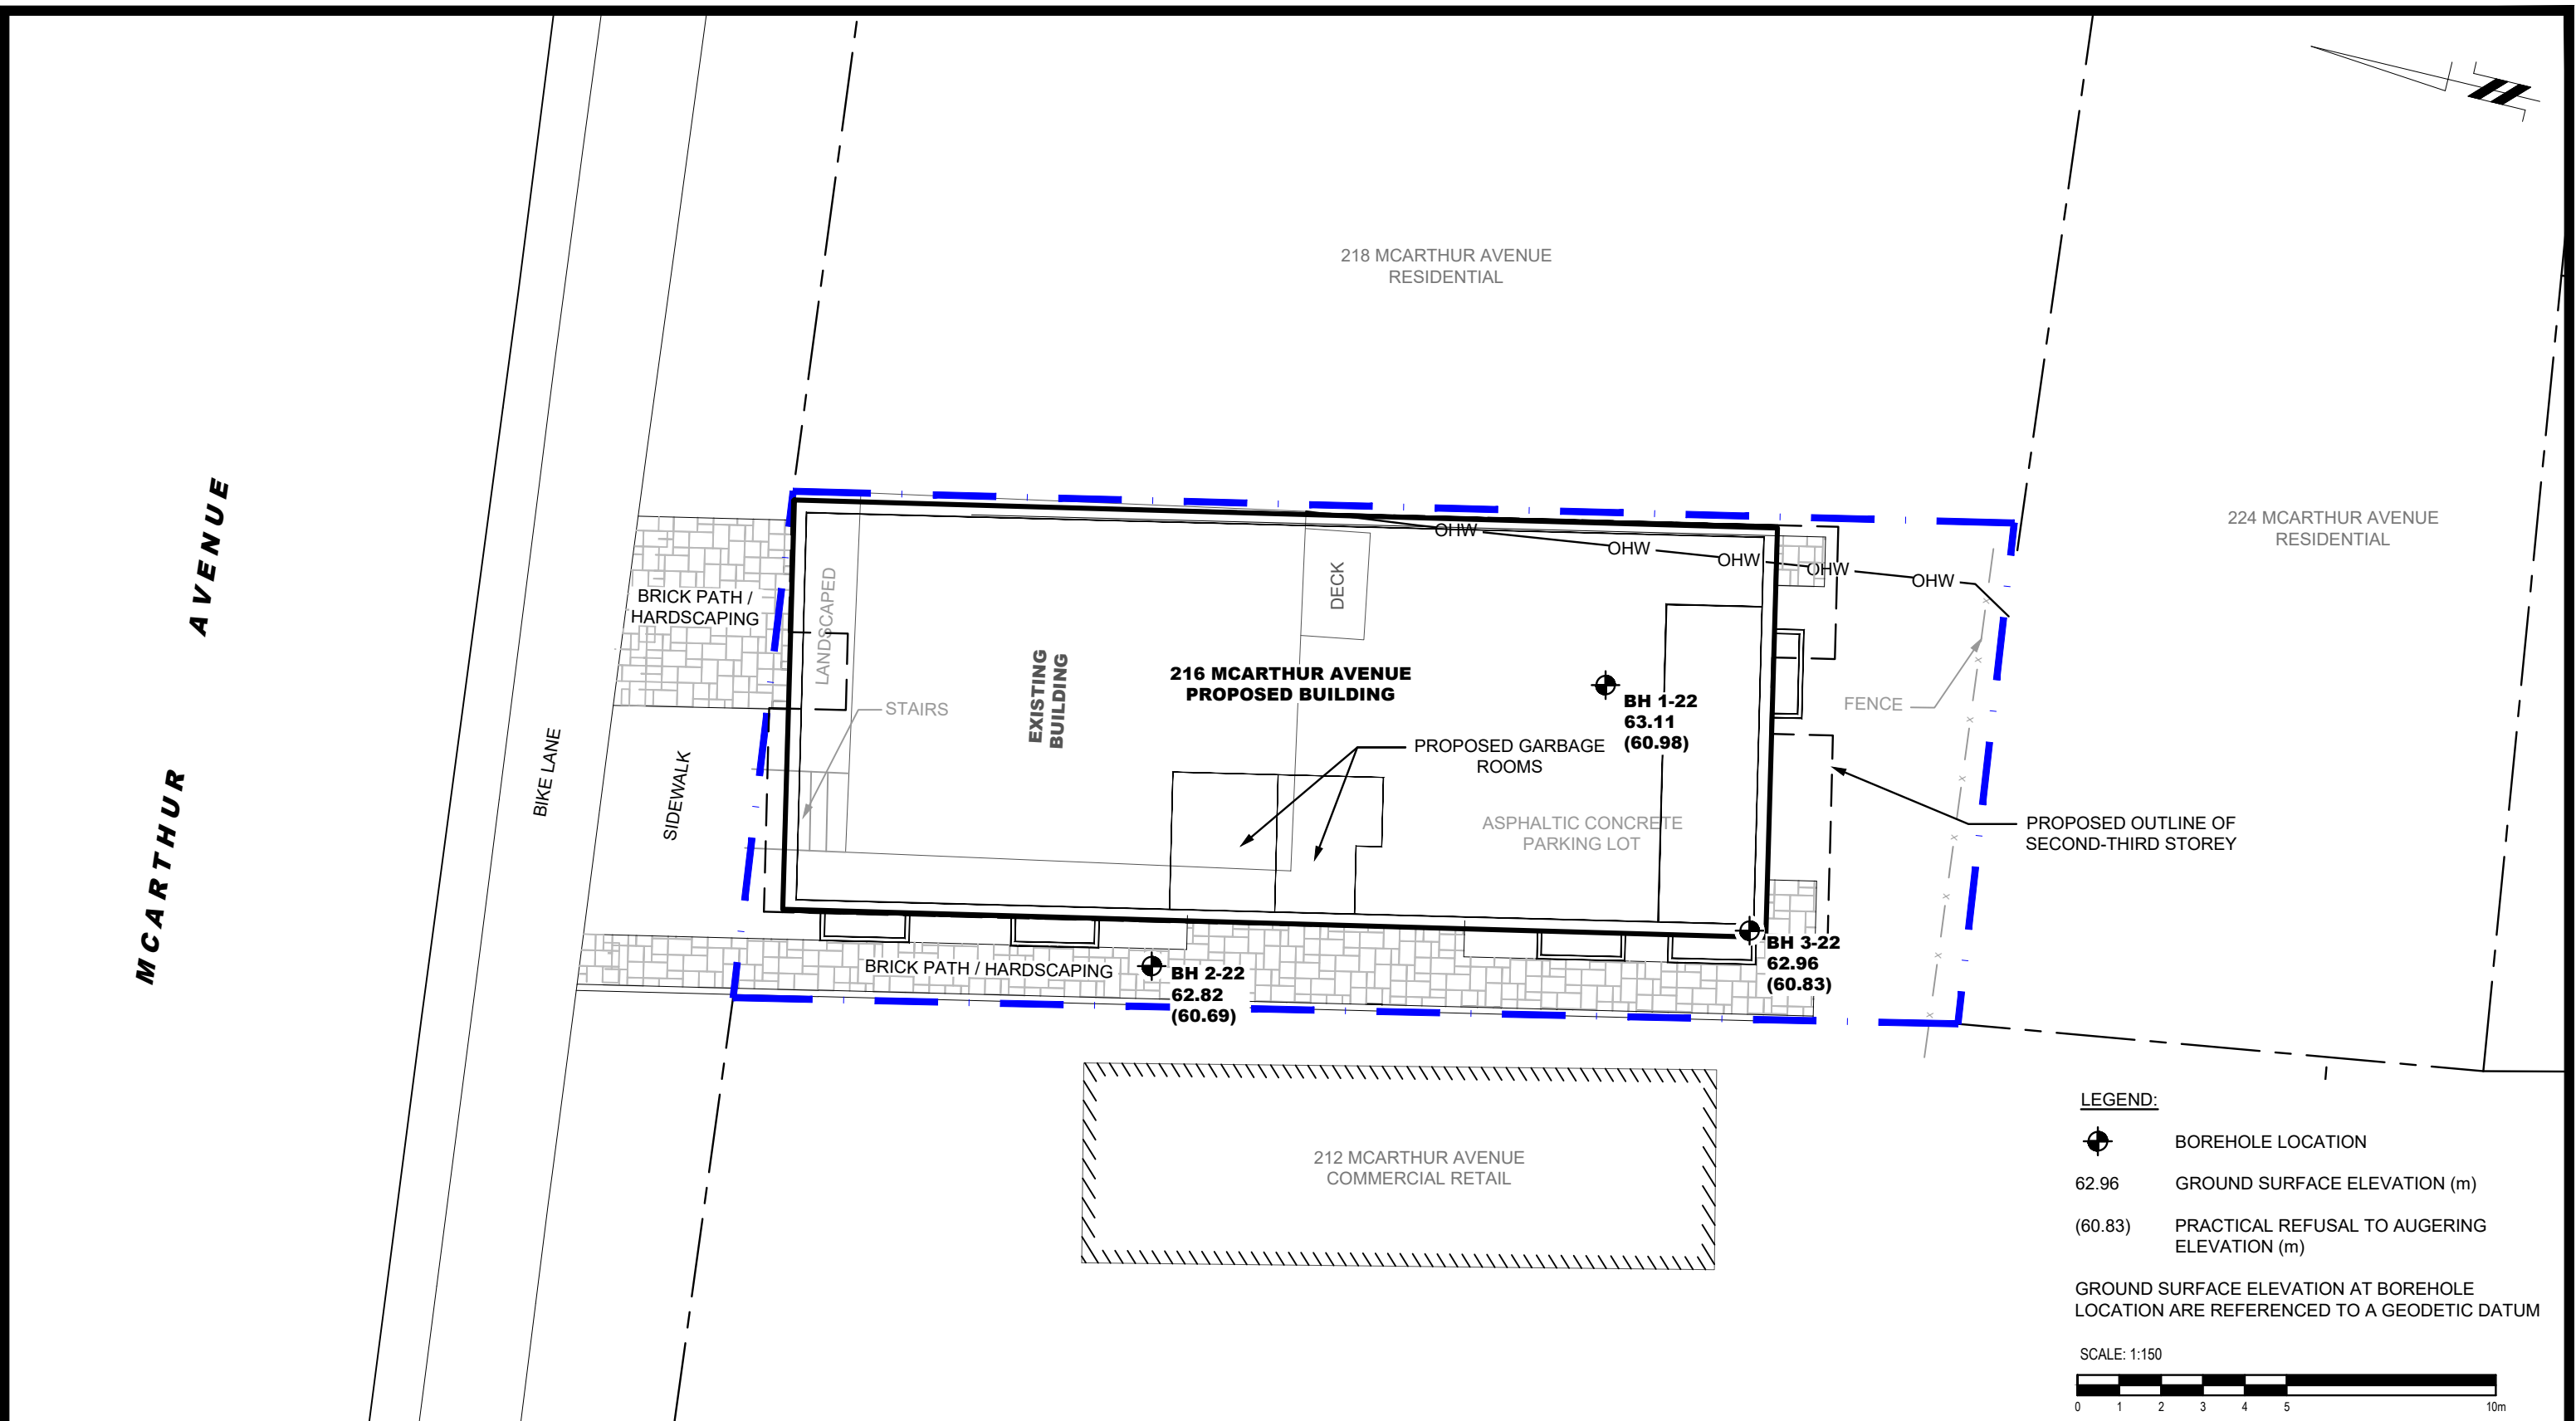 218 MCARTHUR AVENUE
RESIDENTIAL
224 MCARTHUR AVENUE
RESIDENTIAL
MCARTHUR AVENUE
BIKE LANE
SIDEWALK
BRICK PATH /
HARDSCAPING
LANDSCAPED
STAIRS
EXISTING
BUILDING
DECK
OHW
OHW
OHW
OHW
OHW
216 MCARTHUR AVENUE
PROPOSED BUILDING
BH 1-22
63.11
(60.98)
PROPOSED GARBAGE
ROOMS
ASPHALTIC CONCRETE
PARKING LOT
FENCE
x
x
x
x
x
x
x
x
PROPOSED OUTLINE OF
SECOND-THIRD STOREY
BRICK PATH / HARDSCAPING
BH 2-22
62.82
(60.69)
BH 3-22
62.96
(60.83)
212 MCARTHUR AVENUE
COMMERCIAL RETAIL
LEGEND:
BOREHOLE LOCATION
62.96 GROUND SURFACE ELEVATION (m)
(60.83) PRACTICAL REFUSAL TO AUGERING
ELEVATION (m)
GROUND SURFACE ELEVATION AT BOREHOLE
LOCATION ARE REFERENCED TO A GEODETIC DATUM
SCALE: 1:150
0 1 2 3 4 5 10m